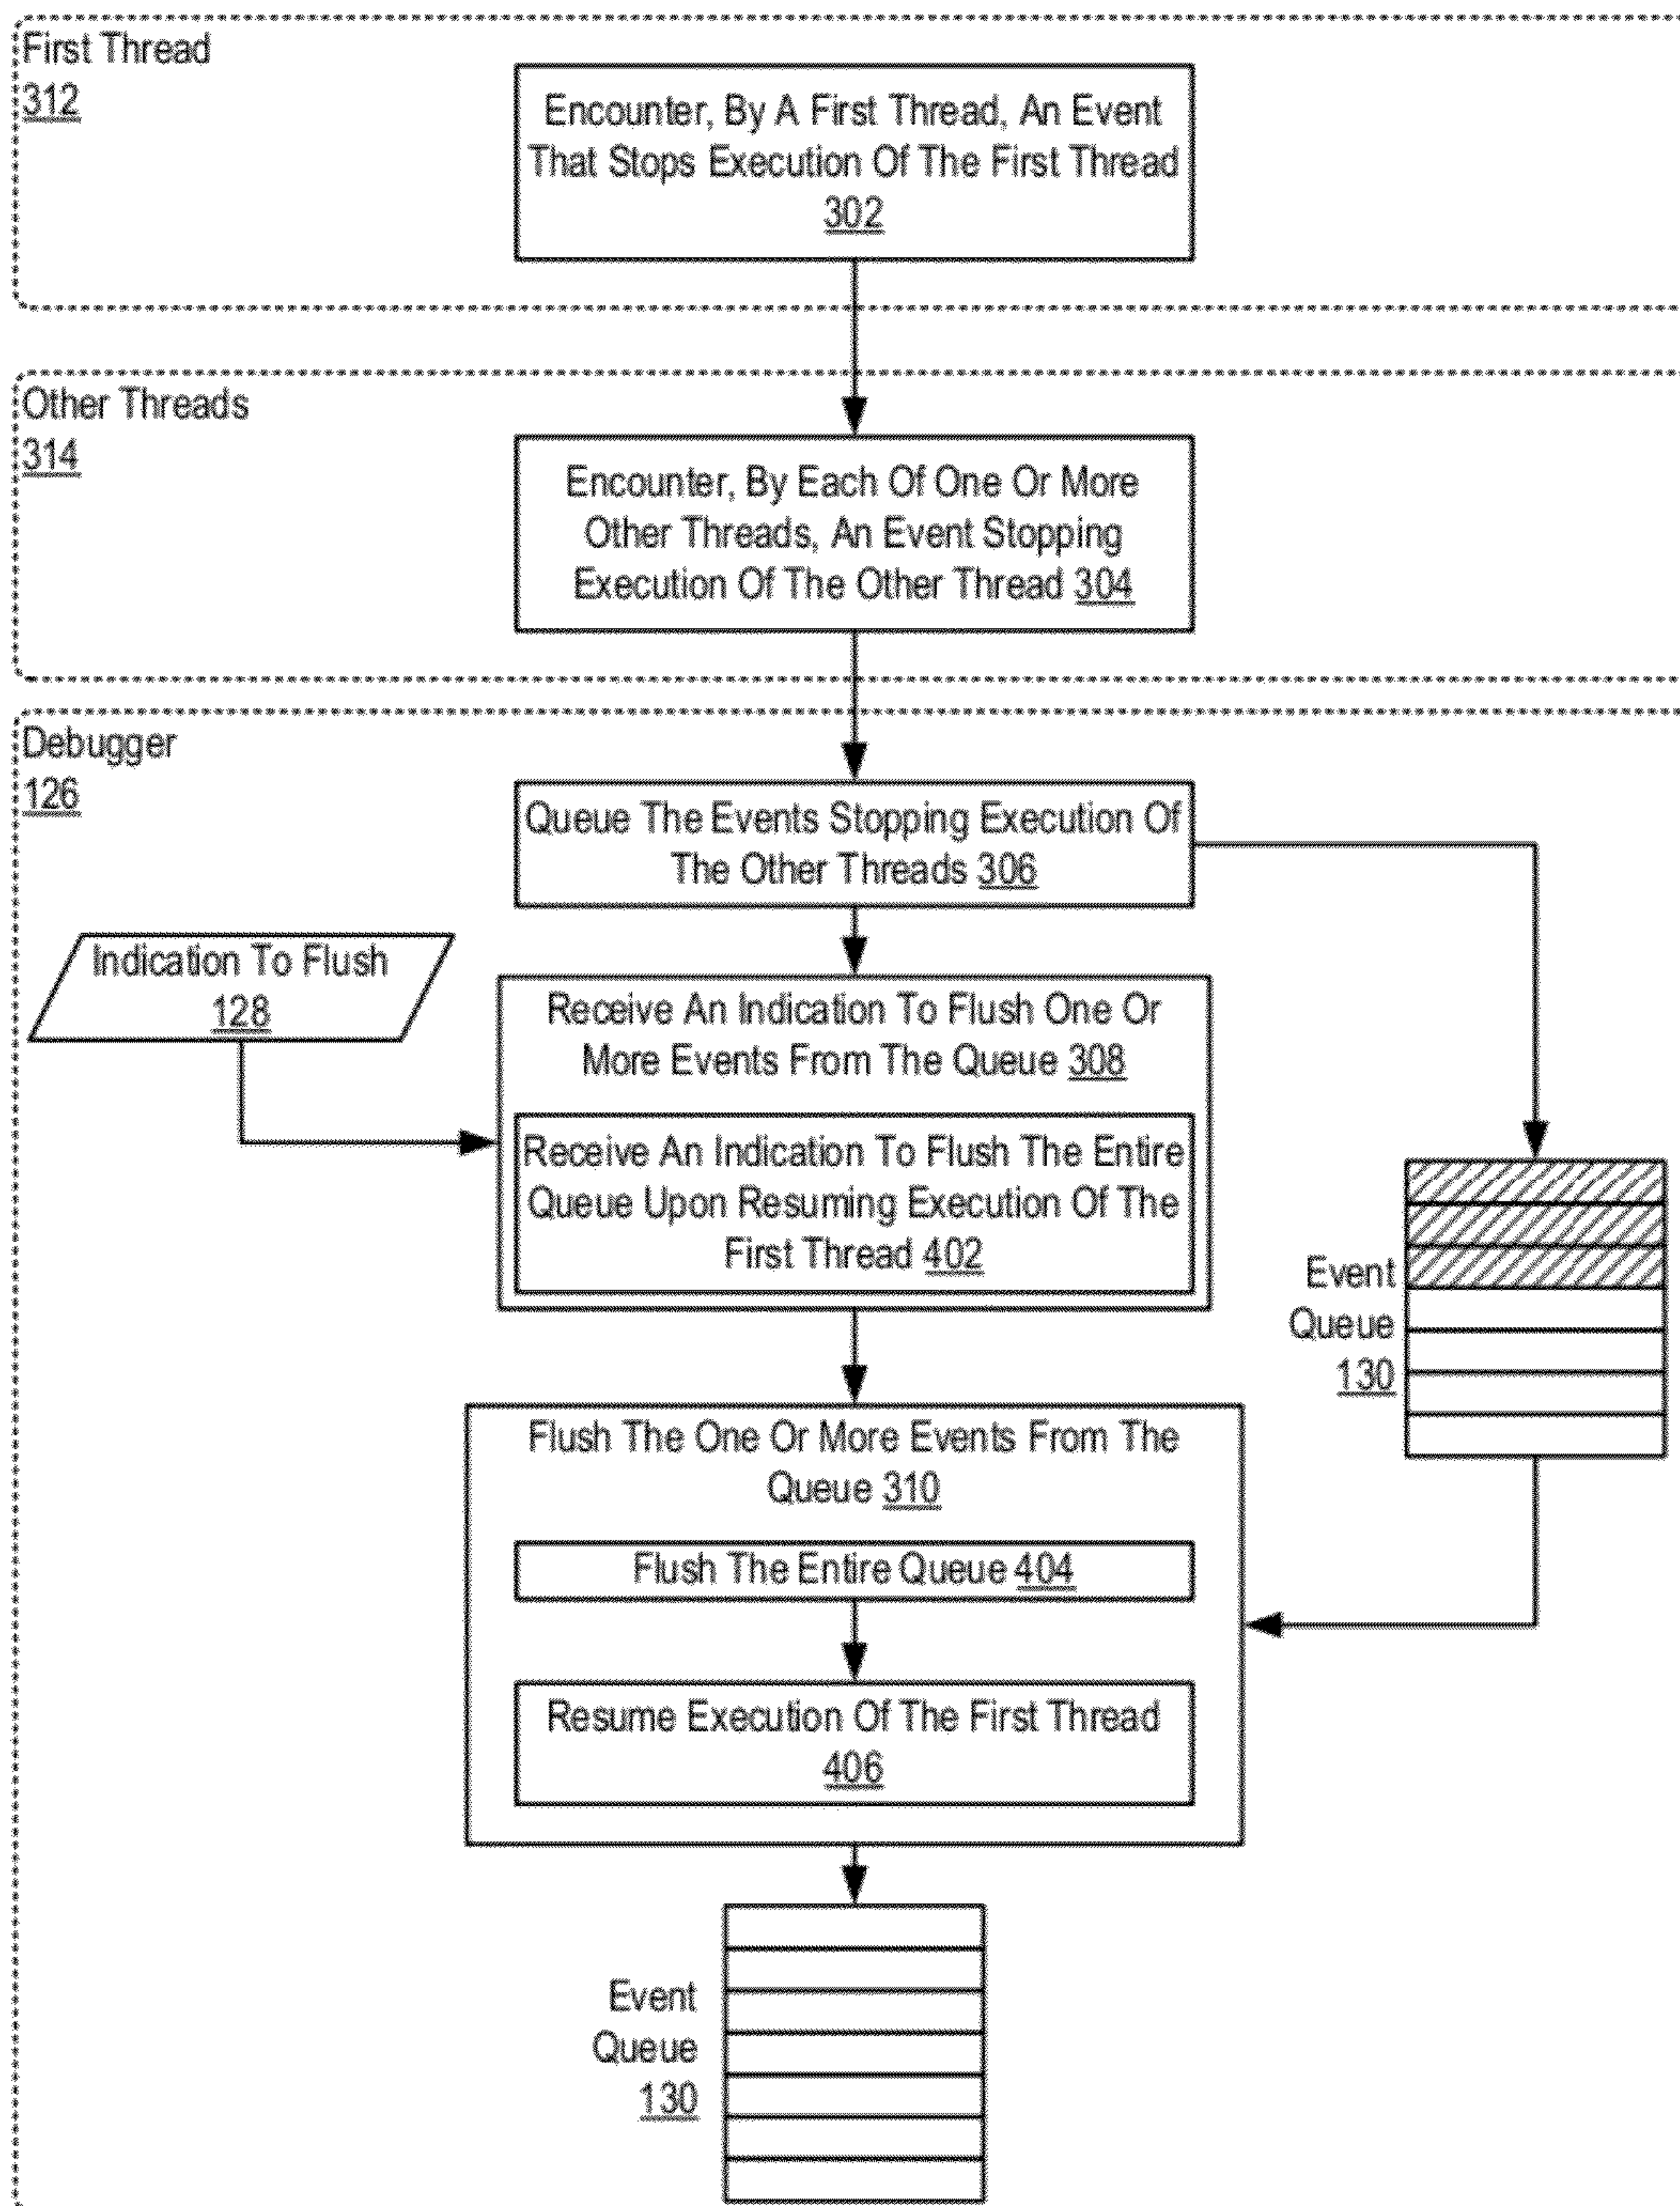 First Thread
312
Encounter, By A First Thread, An Event
That Stops Execution Of The First Thread
302
Other Threads
314
Encounter, By Each Of One Or More
Other Threads, An Event Stopping
Execution Of The Other Thread 304
Debugger
126
Queue The Events Stopping Execution Of
The Other Threads 306
Indication To Flush
128
Receive An Indication To Flush One Or
More Events From The Queue 308
Receive An Indication To Flush The Entire
Queue Upon Resuming Execution Of The
First Thread 402
Event
Queue
130
Flush The One Or More Events From The
Queue 310
Flush The Entire Queue 404
Resume Execution Of The First Thread
406
Event
Queue
130